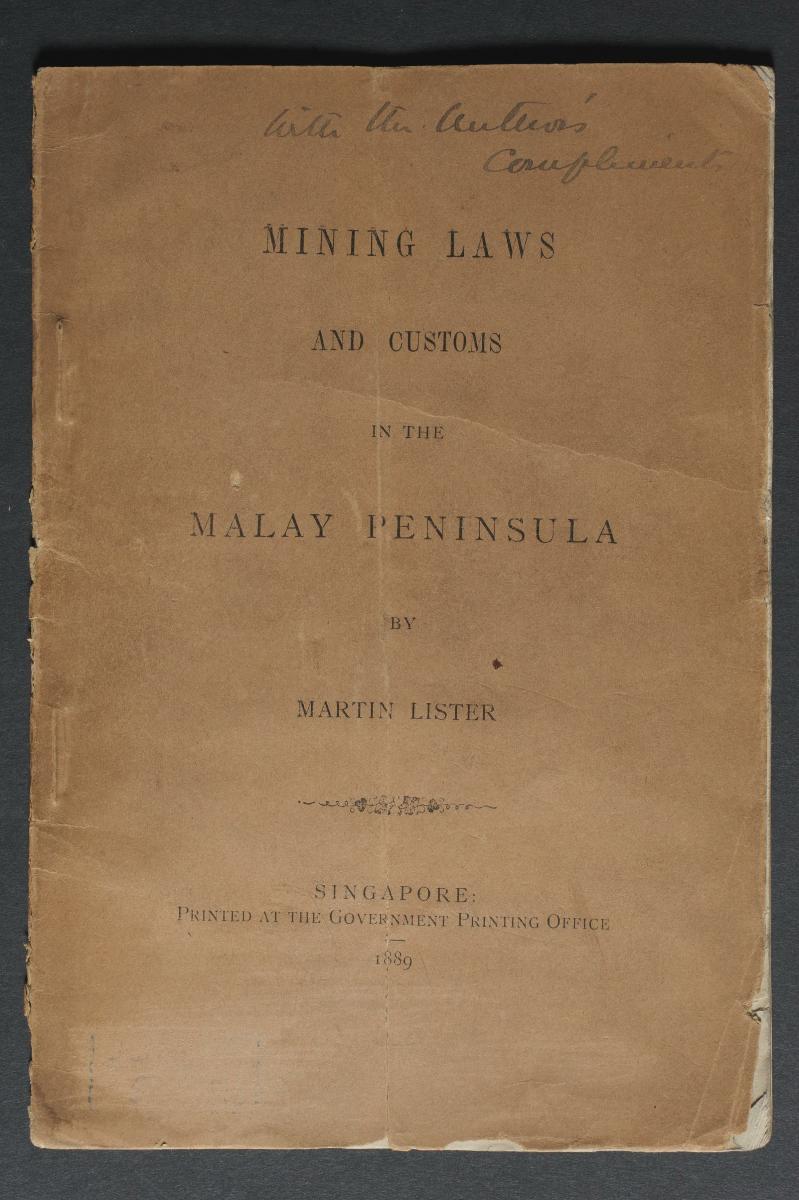 With the Author's
Compliments
MINING LAWS
AND CUSTOMS
IN THE
MALAY PENINSULA
BY
MARTIN LISTER
SINGAPORE:
PRINTED AT THE GOVERNMENT PRINTING OFFICE
1889